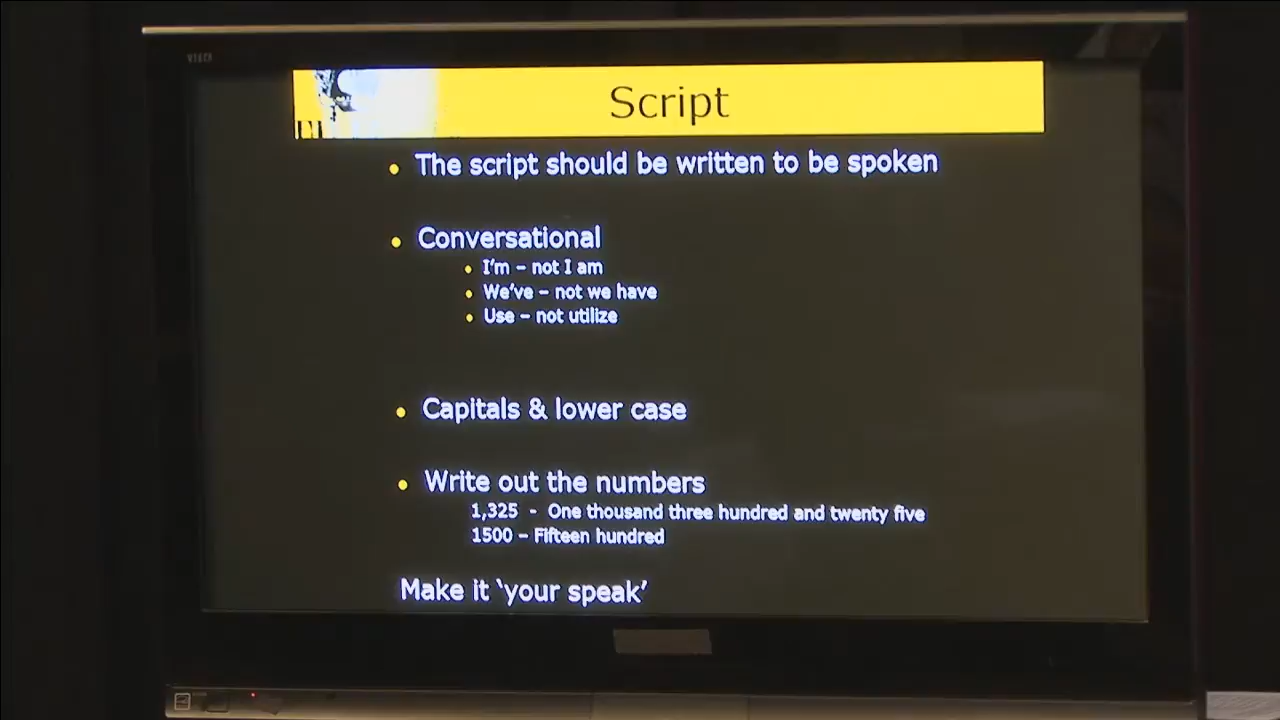 Script
The script should be written to be spoken
Conversational
I'm – not I am
We've – not we have
Use – not utilize
Capitals & lower case
Write out the numbers
1,325 - One thousand three hundred and twenty five
1500 – Fifteen hundred
Make it 'your speak'